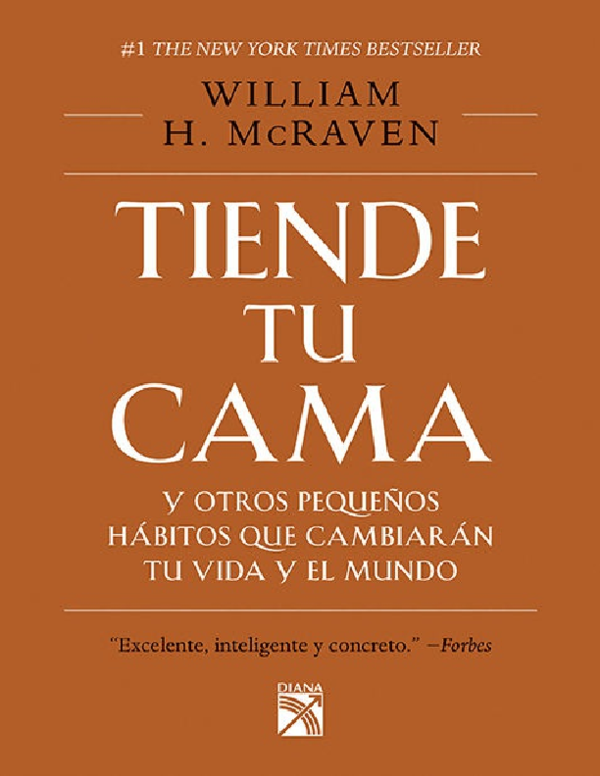 #1 THE NEW YORK TIMES BESTSELLER
WILLIAM
H. McRAVEN
TIENDE
TU
CAMA
Y OTROS PEQUEÑOS
HÁBITOS QUE CAMBIARÁN
TU VIDA Y EL MUNDO
“Excelente, inteligente y concreto.” —Forbes
DIANA